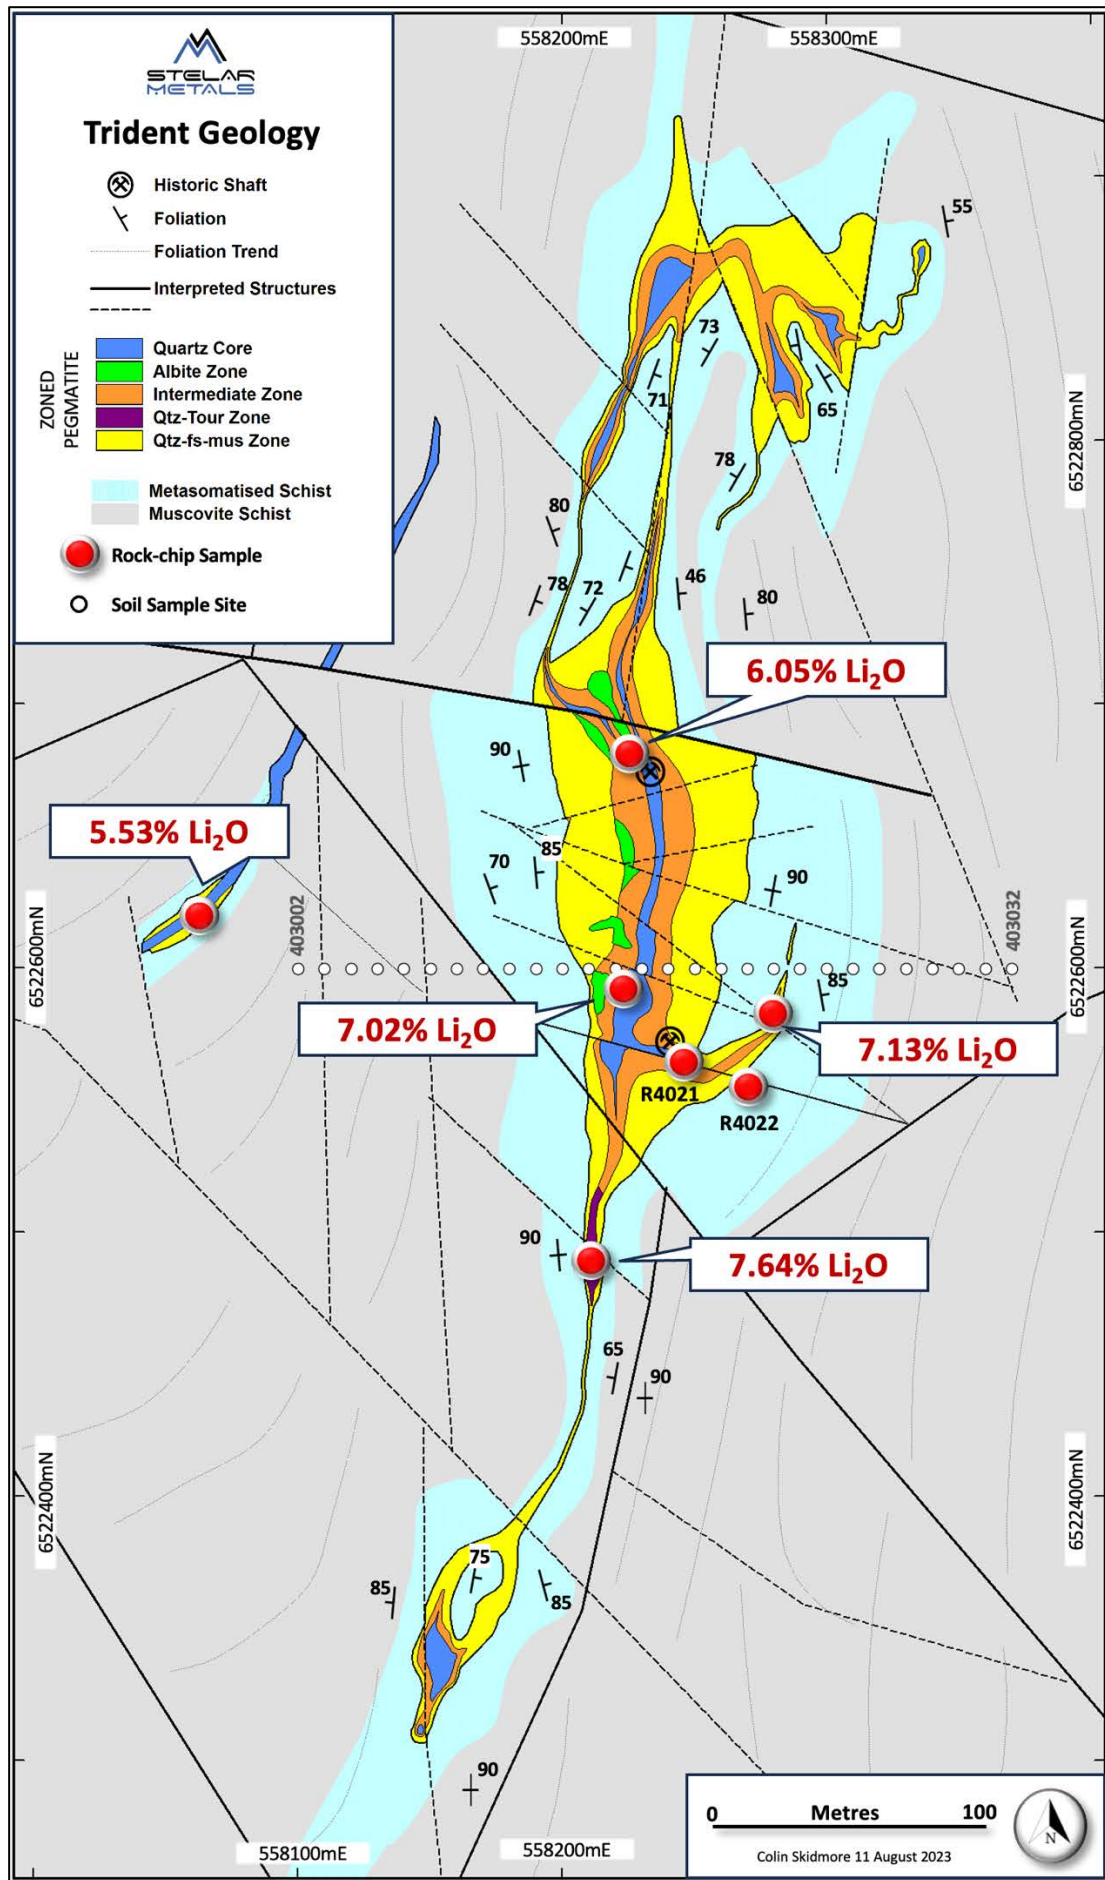 558200mE
558300mE
STELAR
METALS
Trident Geology
Historic Shaft
Foliation
Foliation Trend
Interpreted Structures
ZONED
PEGMATITE
Quartz Core
Albite Zone
Intermediate Zone
Qtz-Tour Zone
Qtz-fs-mus Zone
Metasomatised Schist
Muscovite Schist
Rock-chip Sample
Soil Sample Site
55
73
71
65
6522800mN
78
80
78
72
46
80
6.05% Li₂O
90
5.53% Li₂O
85
70
90
403002
403032
6522600mN
6522600mN
85
7.02% Li₂O
7.13% Li₂O
R4021
R4022
90
7.64% Li₂O
65
90
6522400mN
6522400mN
75
85
85
90
558100mE
558200mE
0 Metres 100
Colin Skidmore 11 August 2023
N